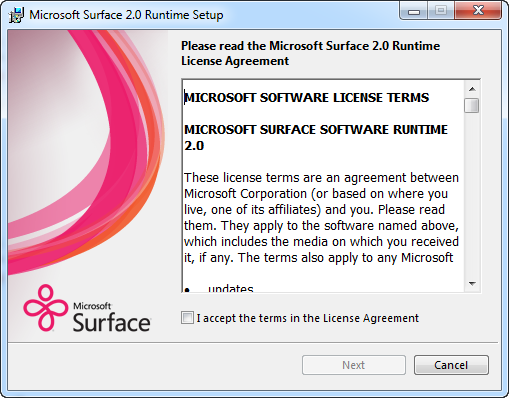 Microsoft Surface 2.0 Runtime Setup
Please read the Microsoft Surface 2.0 Runtime
License Agreement
MICROSOFT SOFTWARE LICENSE TERMS
MICROSOFT SURFACE SOFTWARE RUNTIME
2.0
These license terms are an agreement between
Microsoft Corporation (or based on where you
live, one of its affiliates) and you. Please read
them. They apply to the software named above,
which includes the media on which you received
it, if any. The terms also apply to any Microsoft
• updates
Microsoft
Surface
I accept the terms in the License Agreement
Next
Cancel